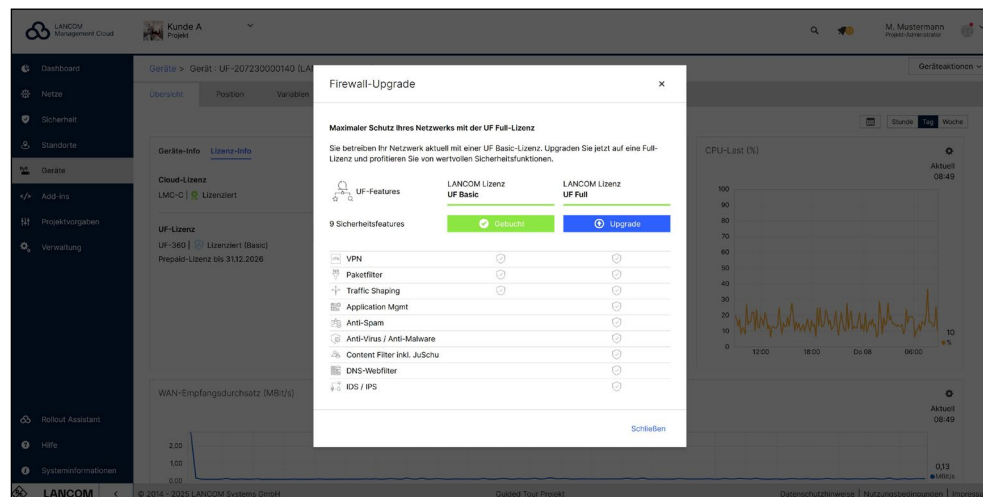 LANCOM
Management Cloud
Kunde A
Projekt
M. Mustermann
Projekt-Administrator
Dashboard
Netze
Sicherheit
Standorte
Geräte
Add-ins
Projektvorgaben
Verwaltung
Rollout Assistant
Hilfe
Systeminformationen
LANCOM
Geräte > Gerät : UF-207230000140 (LA
Geräteaktionen
Übersicht Position Variablen
Stunde Tag Woche
Geräte-Info Lizenz-Info
Cloud-Lizenz
LMC-C | Lizenziert
UF-Lizenz
UF-360 | Lizenziert (Basic)
Prepaid-Lizenz bis 31.12.2026
Firewall-Upgrade
Maximaler Schutz Ihres Netzwerks mit der UF Full-Lizenz
Sie betreiben Ihr Netzwerk aktuell mit einer UF Basic-Lizenz. Upgraden Sie jetzt auf eine Full-
Lizenz und profitieren Sie von wertvollen Sicherheitsfunktionen.
UF-Features
LANCOM Lizenz
UF Basic
LANCOM Lizenz
UF Full
9 Sicherheitsfeatures Gebucht Upgrade
VPN
Paketfilter
Traffic Shaping
Application Mgmt
Anti-Spam
Anti-Virus / Anti-Malware
Content Filter inkl. JuSchu
DNS-Webfilter
IDS / IPS
Schließen
CPU-Last (%)
Aktuell
08:49
100
90
80
70
60
50
40
30
20
10
0
10
%
12:00 18:00 Do 08 06:00
WAN-Empfangsdurchsatz (MBit/s)
Aktuell
08:49
2,00
1,00
0,00
0,13
MBit/s
© 2014 - 2025 LANCOM Systems GmbH Guided Tour Projekt Datenschutzhinweise | Nutzungsbedingungen | Impressu